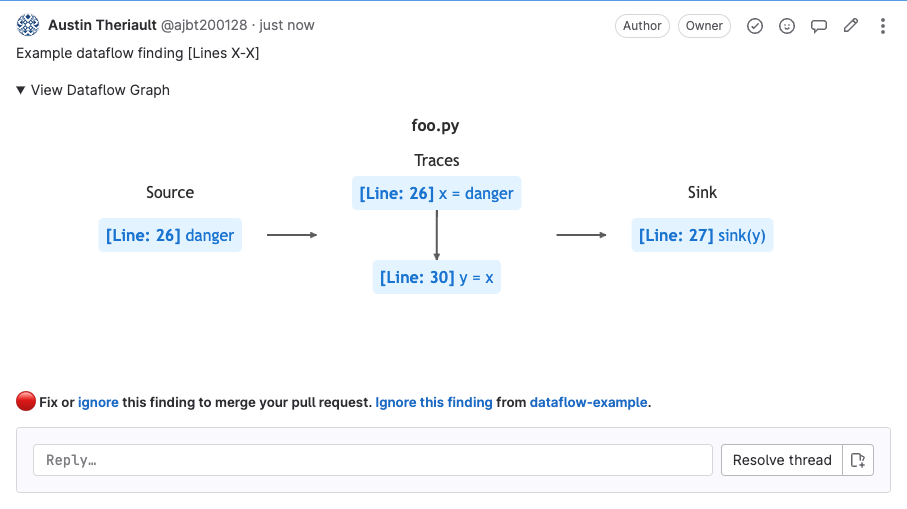 Austin Theriault @ajbt200128 · just now Author Owner
Example dataflow finding [Lines X-X]
▼ View Dataflow Graph
foo.py
Source
[Line: 26] danger
Traces
[Line: 26] x = danger
[Line: 30] y = x
Sink
[Line: 27] sink(y)
Fix or ignore this finding to merge your pull request. Ignore this finding from dataflow-example.
Reply… Resolve thread